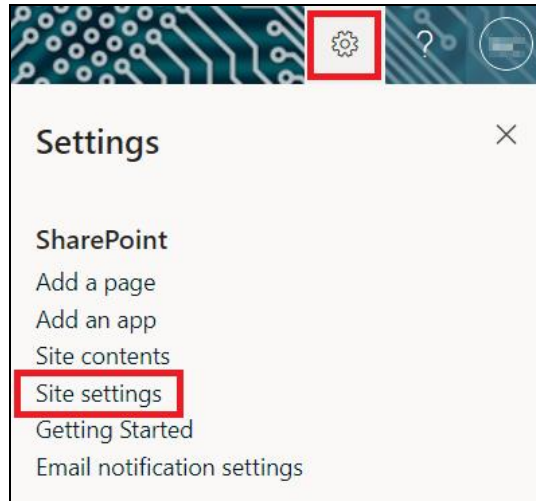 ?
Settings
SharePoint
Add a page
Add an app
Site contents
Site settings
Getting Started
Email notification settings